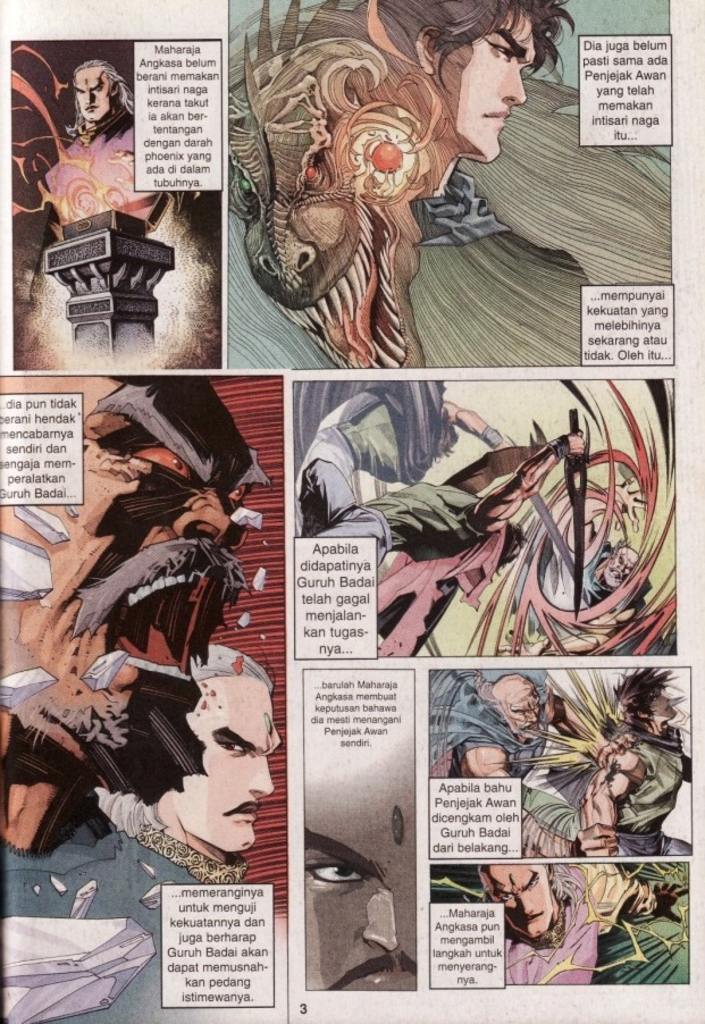 Maharaja
Angkasa belum
berani memakan
intisari naga
kerana takut
ia akan ber-
tentangan
dengan darah
phoenix yang
ada di dalam
tubuhnya.
Dia juga belum
pasti sama ada
Penjejak Awan
yang telah
memakan
intisari naga
itu...
...mempunyai
kekuatan yang
melebihinya
sekarang atau
tidak. Oleh itu...
...dia pun tidak
berani hendak
mencabarnya
sendiri dan
sengaja mem-
peralatkan
Guruh Badai...
...memeranginya
untuk menguji
kekuatannya dan
juga berharap
Guruh Badai akan
dapat memusnah-
kan pedang
istimewanya.
Apabila
didapatinya
Guruh Badai
telah gagal
menjalan-
kan tugas-
nya...
...barulah Maharaja
Angkasa membuat
keputusan bahawa
dia mesti menangani
Penjejak Awan
sendiri.
Apabila bahu
Penjejak Awan
dicengkam oleh
Guruh Badai
dari belakang...
...Maharaja
Angkasa pun
mengambil
langkah untuk
menyerang-
nya.
3